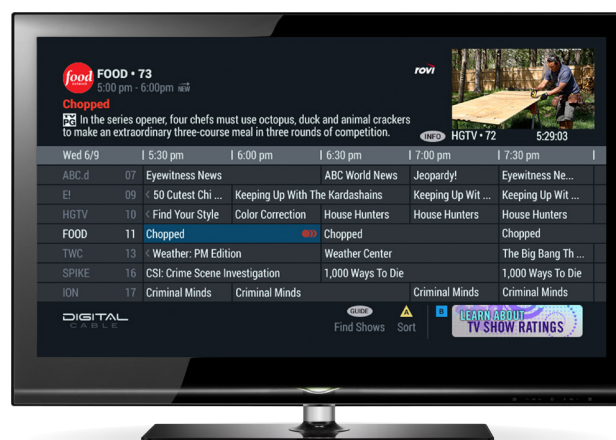 food network
FOOD • 73
5:00 pm - 6:00pm NEW
Chopped
PG In the series opener, four chefs must use octopus, duck and animal crackers
to make an extraordinary three-course meal in three rounds of competition.
rovi
INFO HGTV • 72 5:29:03
Wed 6/9 5:30 pm 6:00 pm 6:30 pm 7:00 pm 7:30 pm
ABC.d 07 Eyewitness News ABC World News Jeopardy! Eyewitness Ne...
E! 09 < 50 Cutest Chi ... Keeping Up With The Kardashains Keeping Up Wit ... Keeping Up Wit ...
HGTV 10 < Find Your Style Color Correction House Hunters House Hunters House Hunters
FOOD 11 Chopped Chopped Chopped
TWC 13 < Weather: PM Edition Weather Center The Big Bang Th ...
SPIKE 16 CSI: Crime Scene Investigation 1,000 Ways To Die 1,000 Ways To Die
ION 17 Criminal Minds Criminal Minds Criminal Minds Criminal Minds
DIGITAL
CABLE
GUIDE A B
Find Shows Sort
LEARN ABOUT
TV SHOW RATINGS